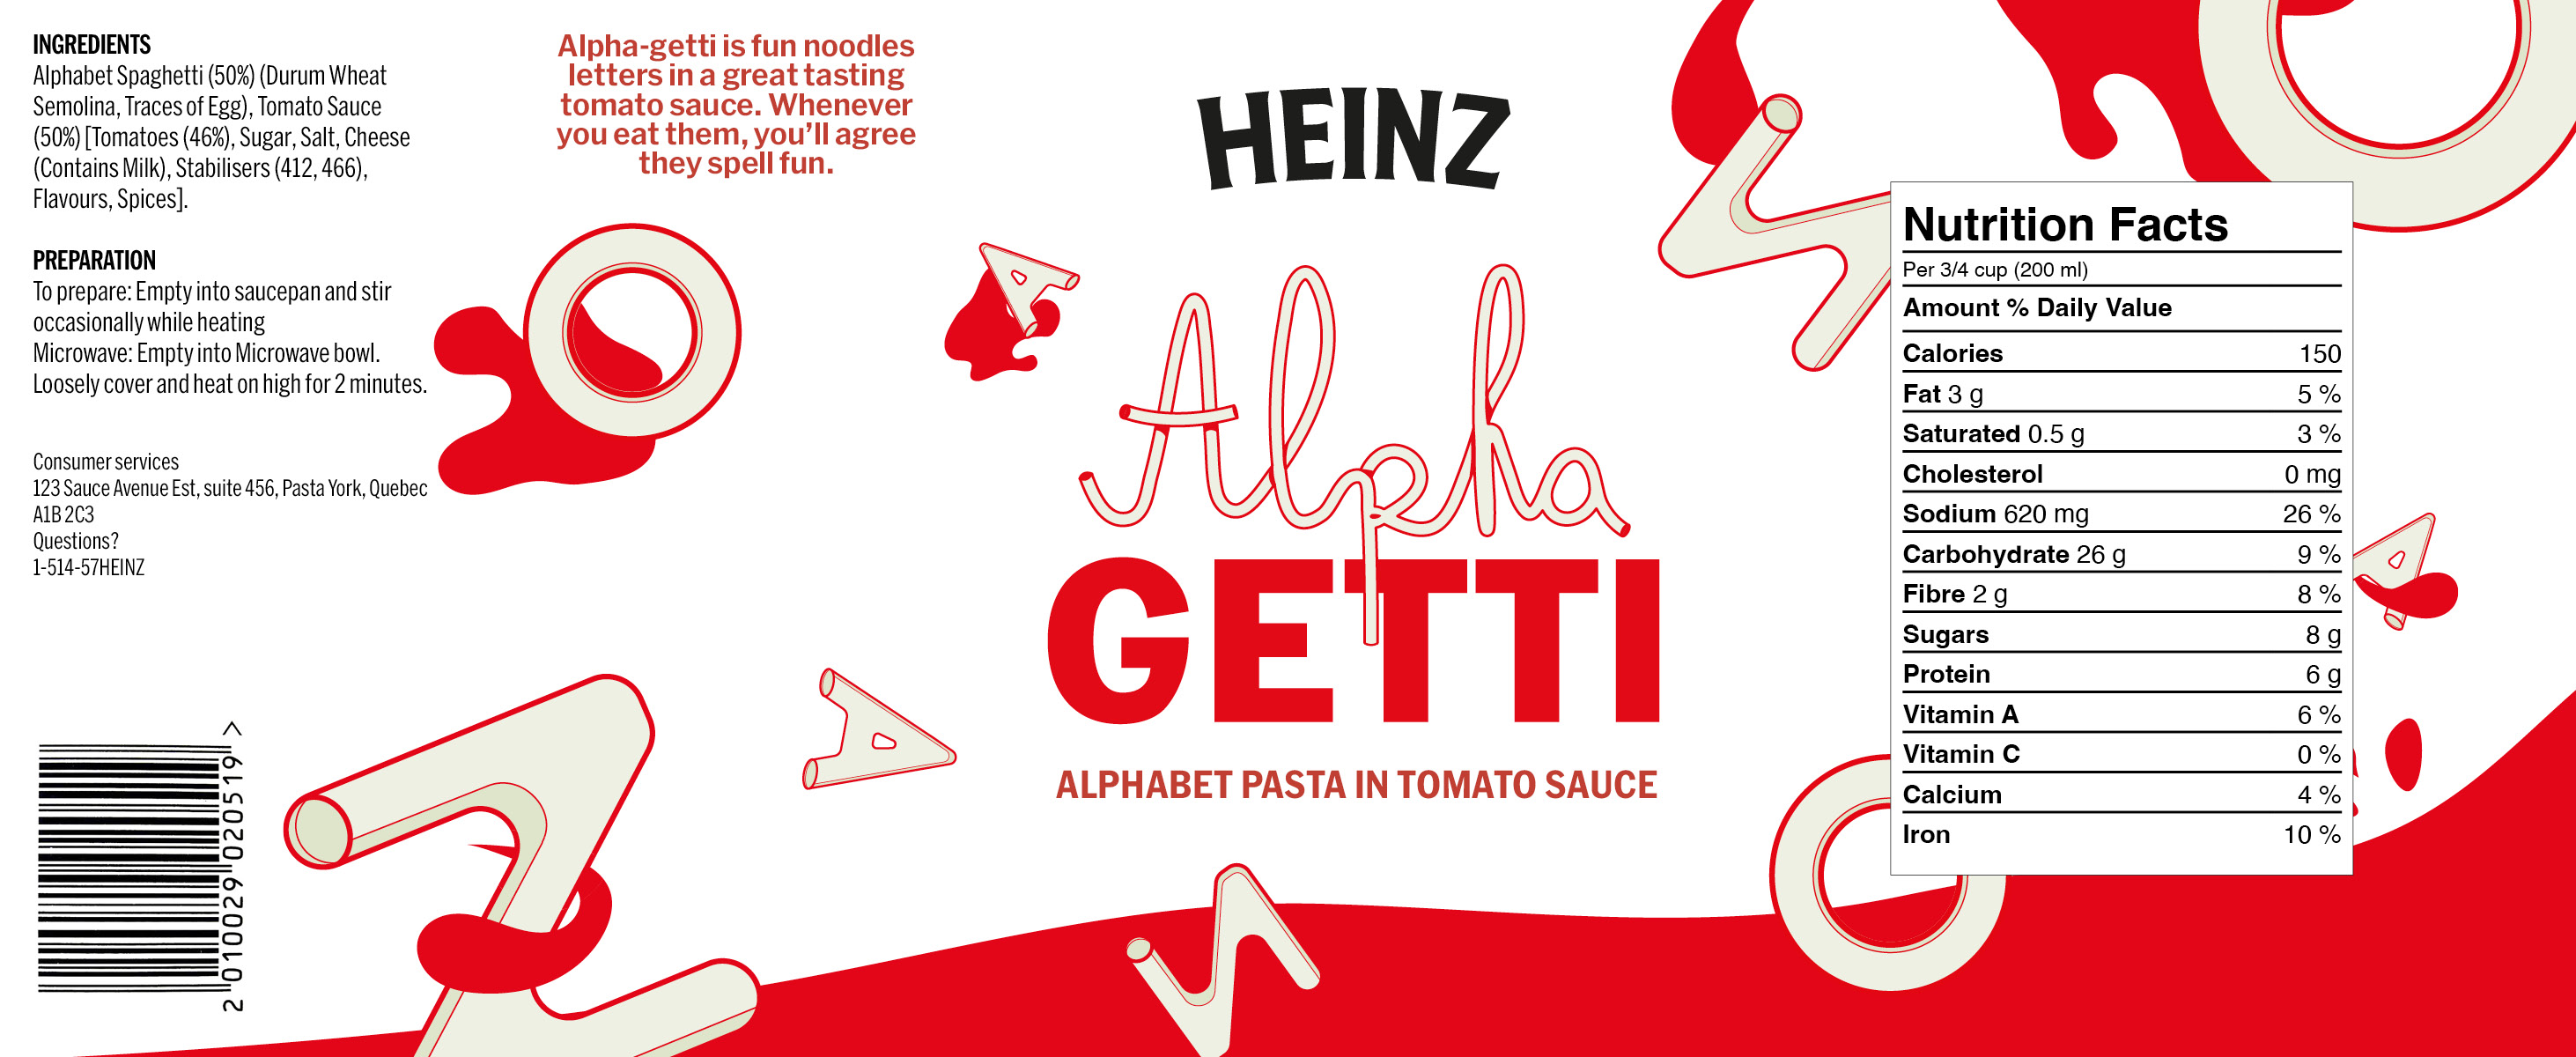 INGREDIENTS
Alphabet Spaghetti (50%) (Durum Wheat
Semolina, Traces of Egg), Tomato Sauce
(50%) [Tomatoes (46%), Sugar, Salt, Cheese
(Contains Milk), Stabilisers (412, 466),
Flavours, Spices].
PREPARATION
To prepare: Empty into saucepan and stir
occasionally while heating
Microwave: Empty into Microwave bowl.
Loosely cover and heat on high for 2 minutes.
Consumer services
123 Sauce Avenue Est, suite 456, Pasta York, Quebec
A1B 2C3
Questions?
1-514-57HEINZ
2 010029 020519 >
Alpha-getti is fun noodles
letters in a great tasting
tomato sauce. Whenever
you eat them, you'll agree
they spell fun.
HEINZ
Alpha
GETTI
ALPHABET PASTA IN TOMATO SAUCE
Nutrition Facts
Per 3/4 cup (200 ml)
Amount % Daily Value
Calories 150
Fat 3 g 5 %
Saturated 0.5 g 3 %
Cholesterol 0 mg
Sodium 620 mg 26 %
Carbohydrate 26 g 9 %
Fibre 2 g 8 %
Sugars 8 g
Protein 6 g
Vitamin A 6 %
Vitamin C 0 %
Calcium 4 %
Iron 10 %